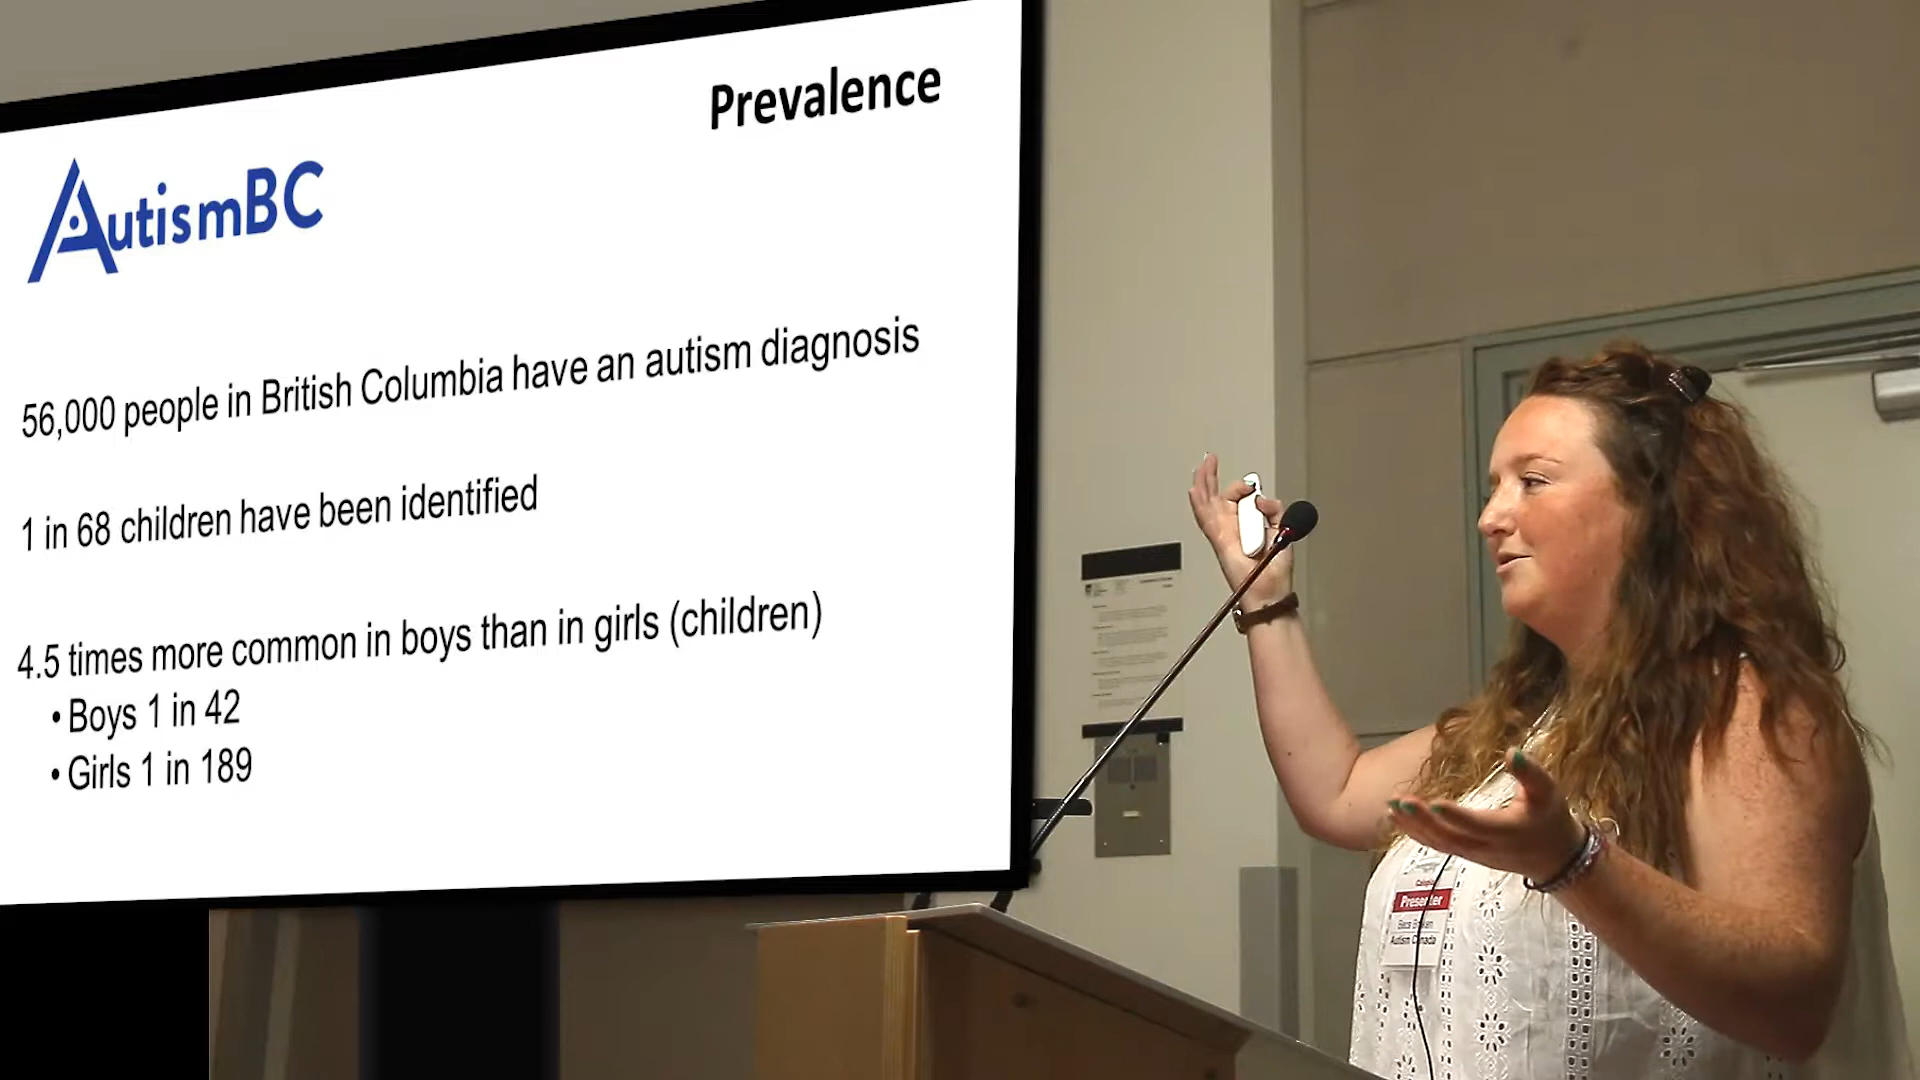 Prevalence
AutismBC
56,000 people in British Columbia have an autism diagnosis
1 in 68 children have been identified
4.5 times more common in boys than in girls (children)
• Boys 1 in 42
• Girls 1 in 189
Presenter
Autism Canada